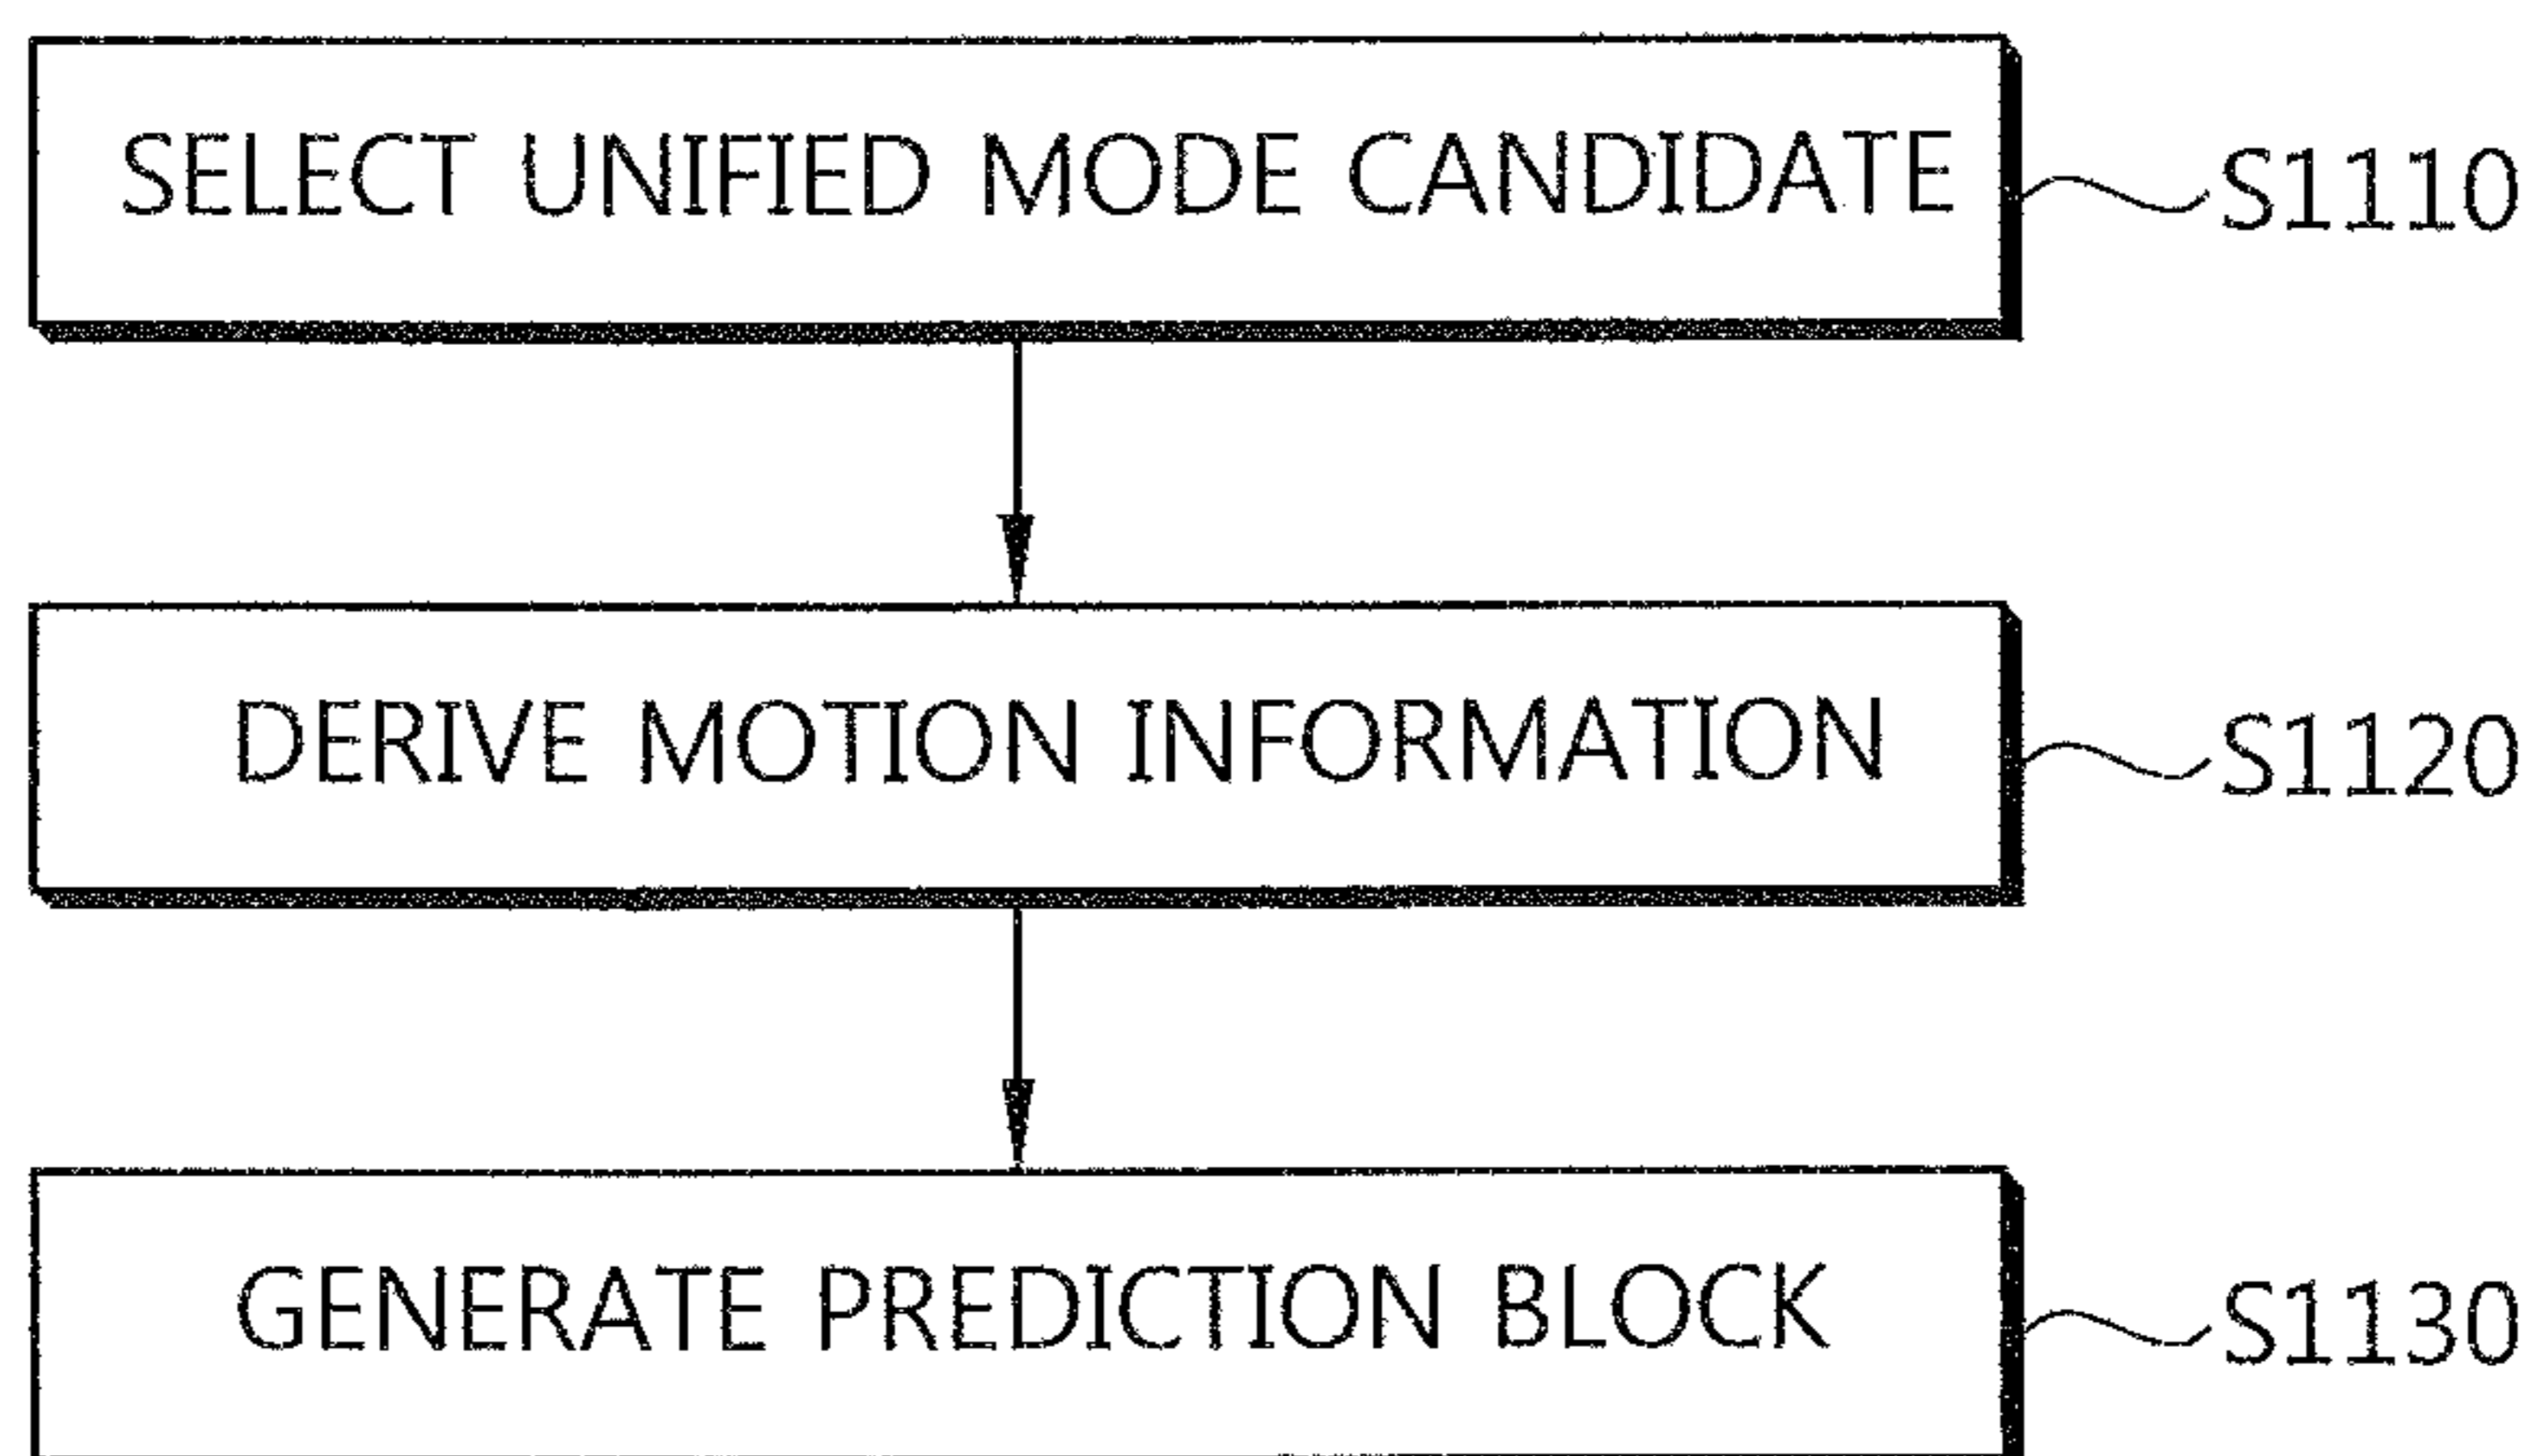 SELECT UNIFIED MODE CANDIDATE
S1110
DERIVE MOTION INFORMATION
S1120
GENERATE PREDICTION BLOCK
S1130